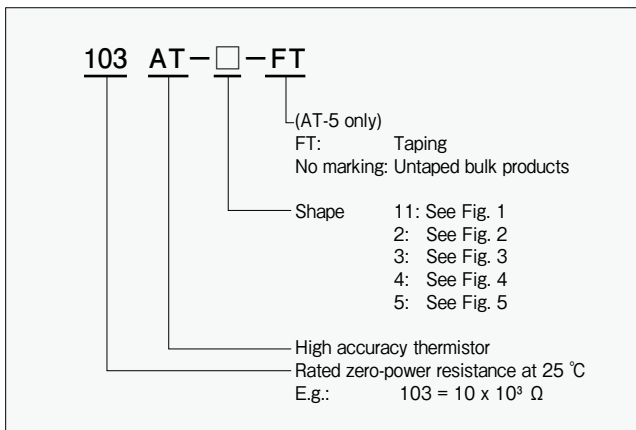 103 AT－□－FT
(AT-5 only)
FT: Taping
No marking: Untaped bulk products
Shape 11: See Fig. 1
2: See Fig. 2
3: See Fig. 3
4: See Fig. 4
5: See Fig. 5
High accuracy thermistor
Rated zero-power resistance at 25 ℃
E.g.: 103 = 10 x 10³ Ω